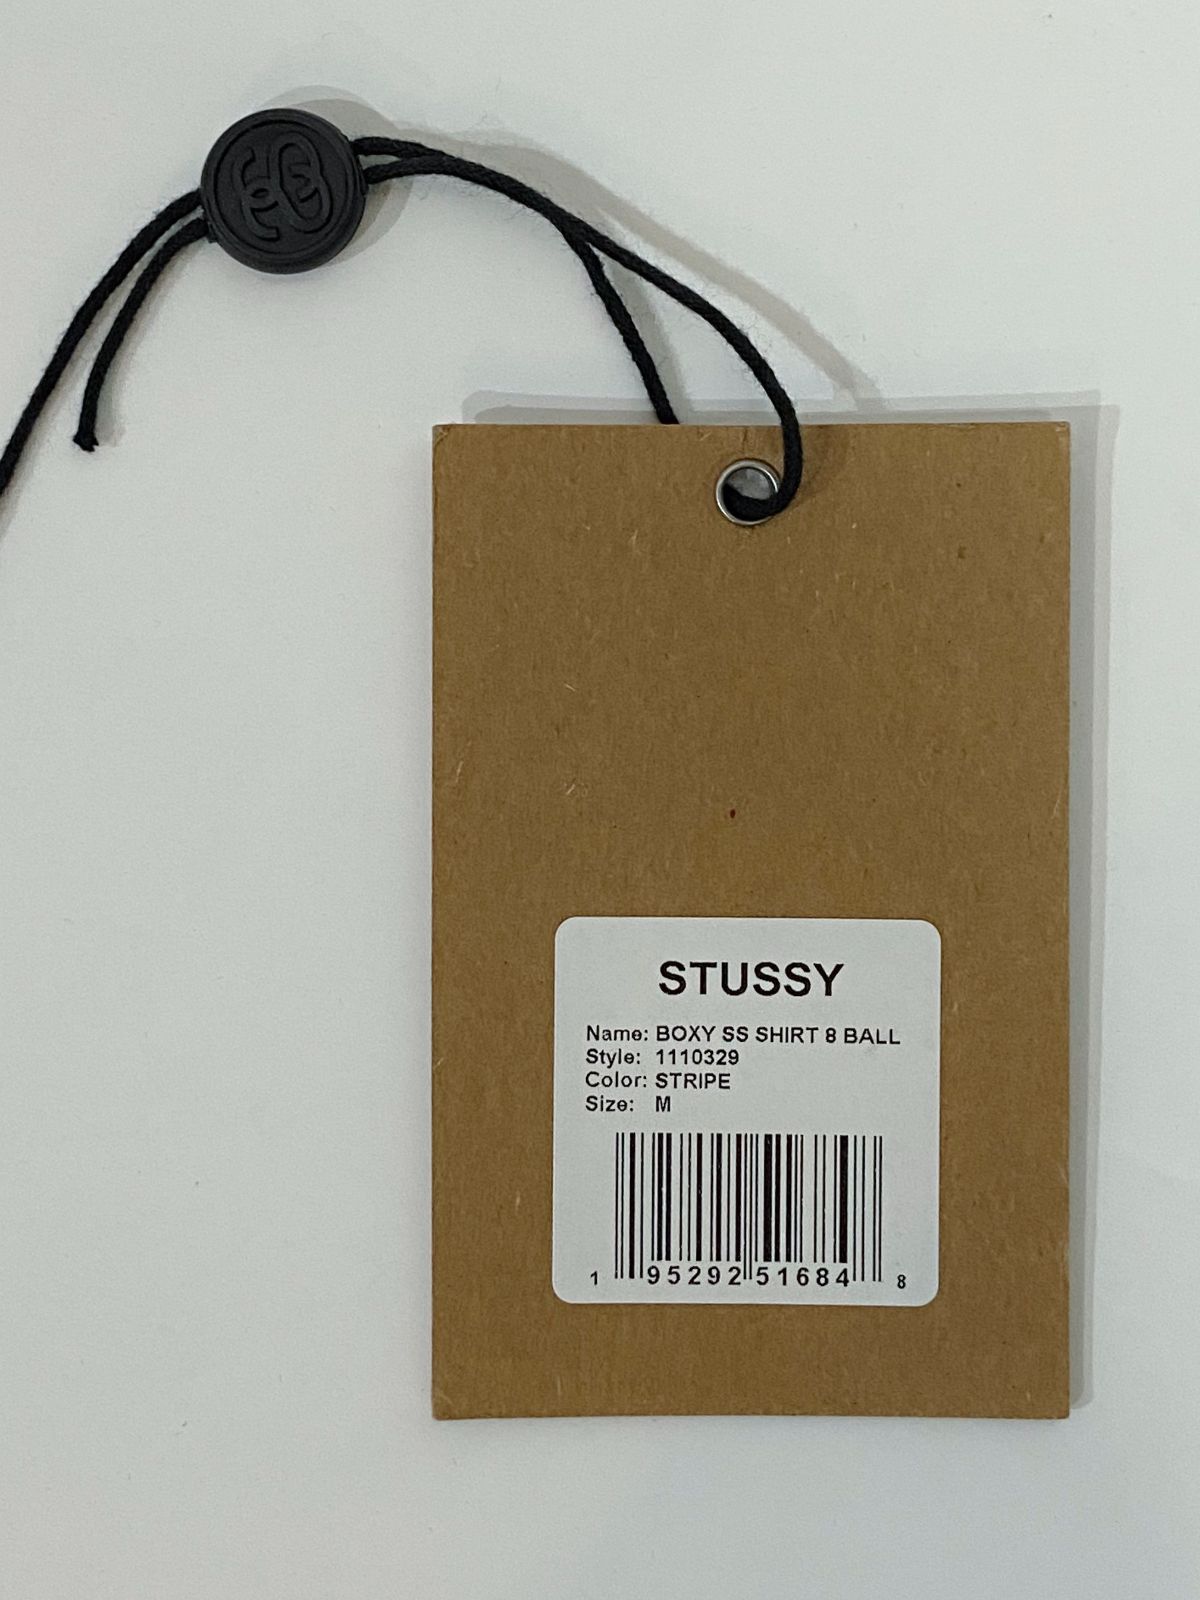 STUSSY
Name: BOXY SS SHIRT 8 BALL
Style: 1110329
Color: STRIPE
Size: M
1 95292 51684 8